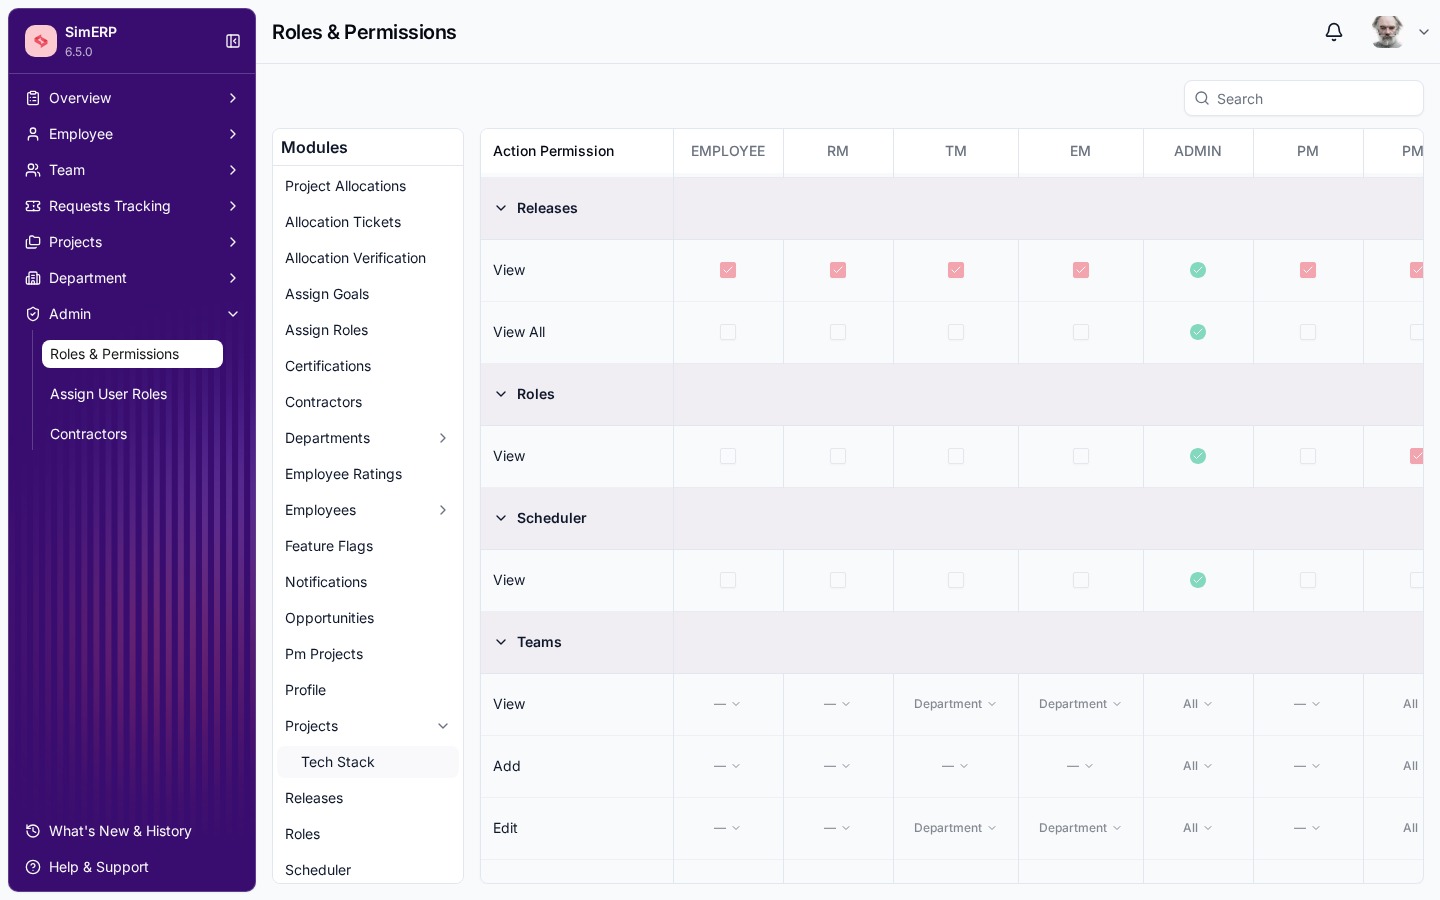 SimERP
6.5.0
Overview
Employee
Team
Requests Tracking
Projects
Department
Admin
Roles & Permissions
Assign User Roles
Contractors
What's New & History
Help & Support
Roles & Permissions
Search
Modules
Project Allocations
Allocation Tickets
Allocation Verification
Assign Goals
Assign Roles
Certifications
Contractors
Departments
Employee Ratings
Employees
Feature Flags
Notifications
Opportunities
Pm Projects
Profile
Projects
Tech Stack
Releases
Roles
Scheduler
Action Permission EMPLOYEE RM TM EM ADMIN PM PM
Releases
View
View All
Roles
View
Scheduler
View
Teams
View — — Department Department All — All
Add — — — — All — All
Edit — — Department Department All — All